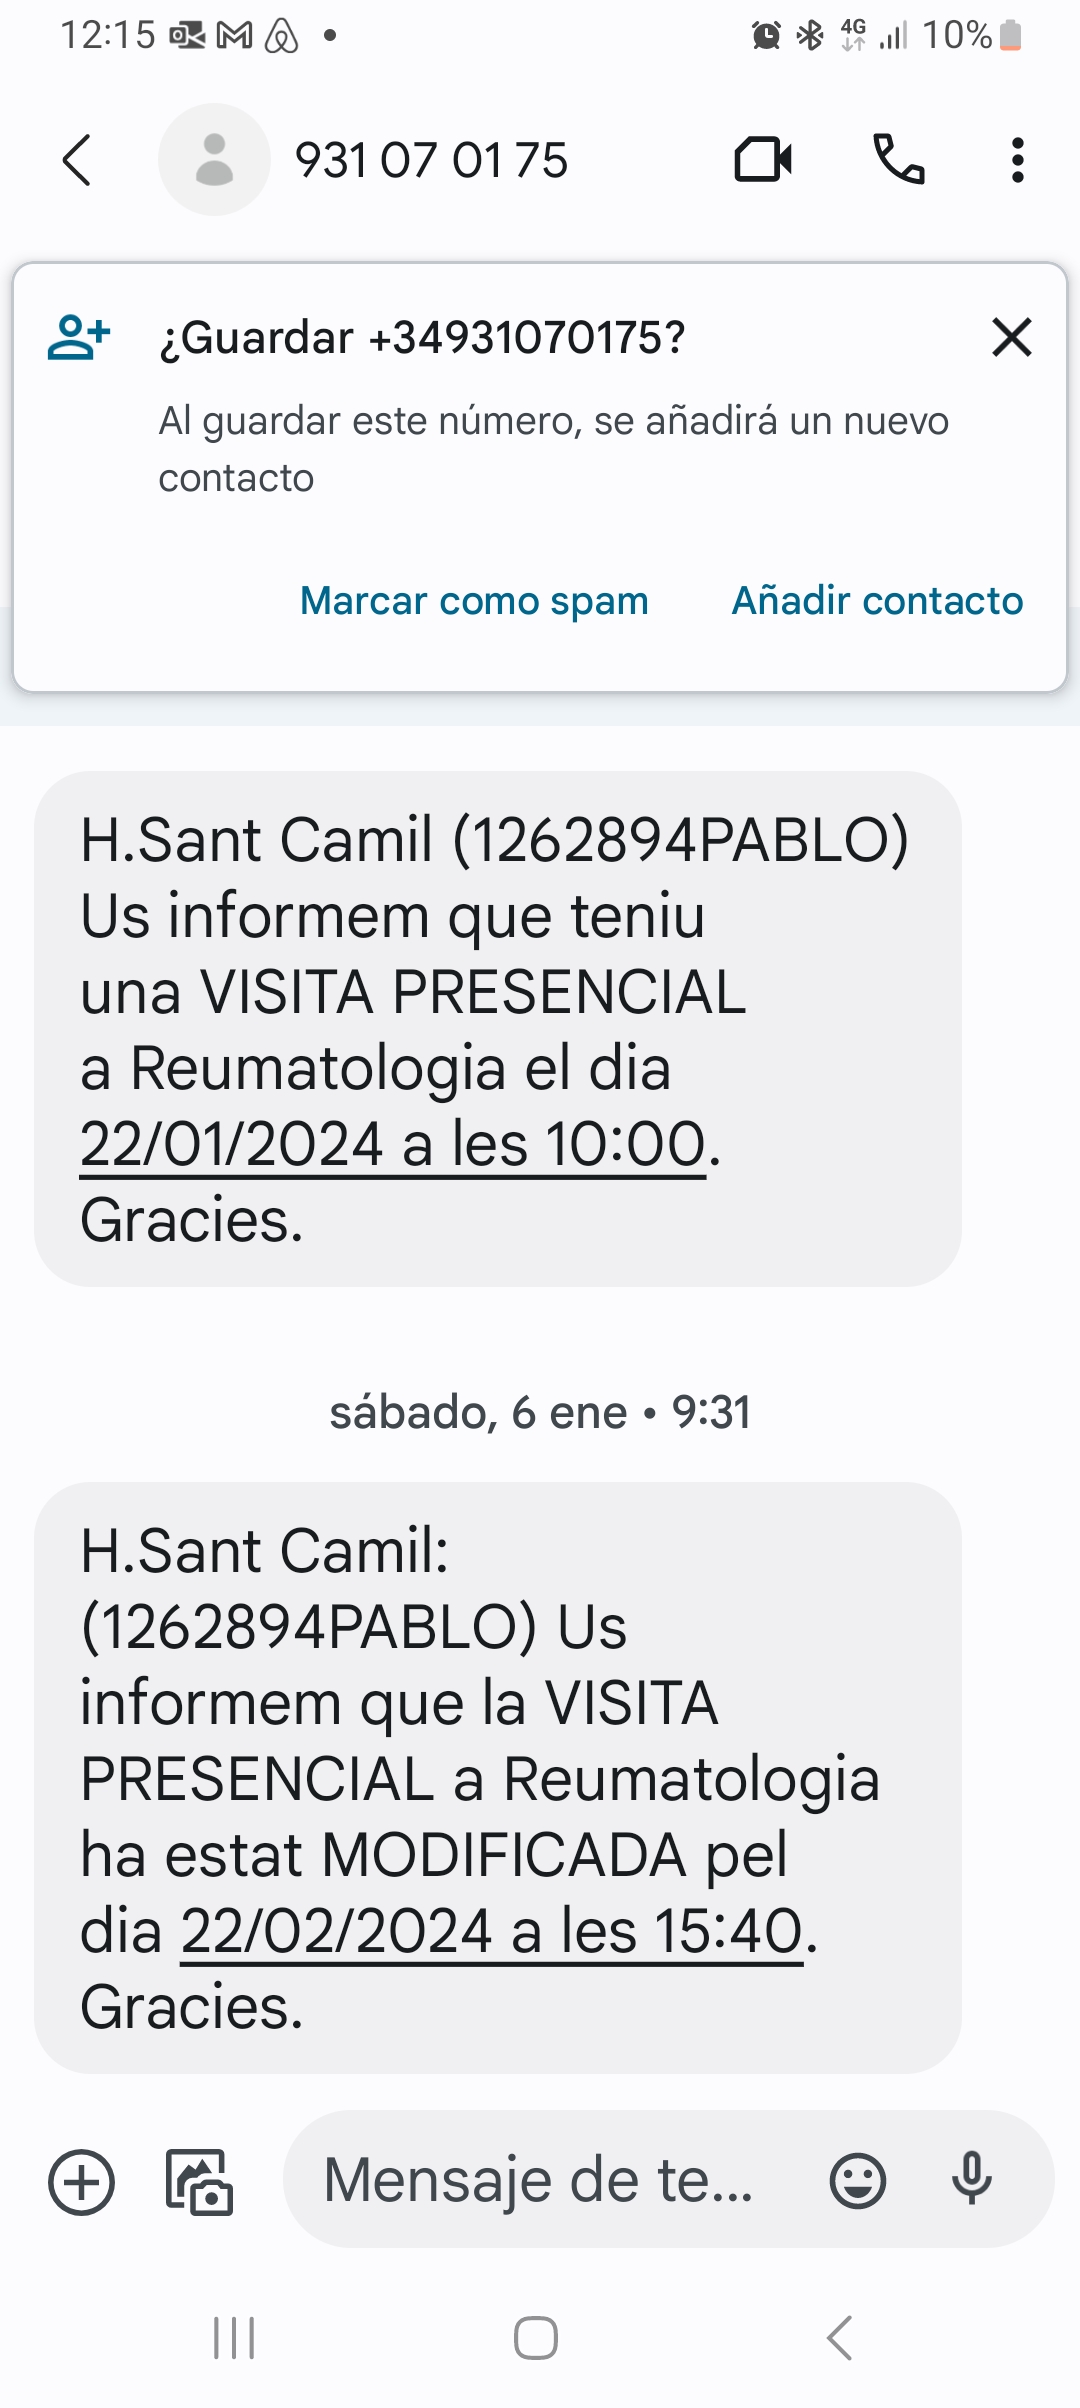 12:15
4G
10%
931 07 01 75
¿Guardar +34931070175?
Al guardar este número, se añadirá un nuevo
contacto
Marcar como spam Añadir contacto
H.Sant Camil (1262894PABLO)
Us informem que teniu
una VISITA PRESENCIAL
a Reumatologia el dia
22/01/2024 a les 10:00.
Gracies.
sábado, 6 ene • 9:31
H.Sant Camil:
(1262894PABLO) Us
informem que la VISITA
PRESENCIAL a Reumatologia
ha estat MODIFICADA pel
dia 22/02/2024 a les 15:40.
Gracies.
Mensaje de te...